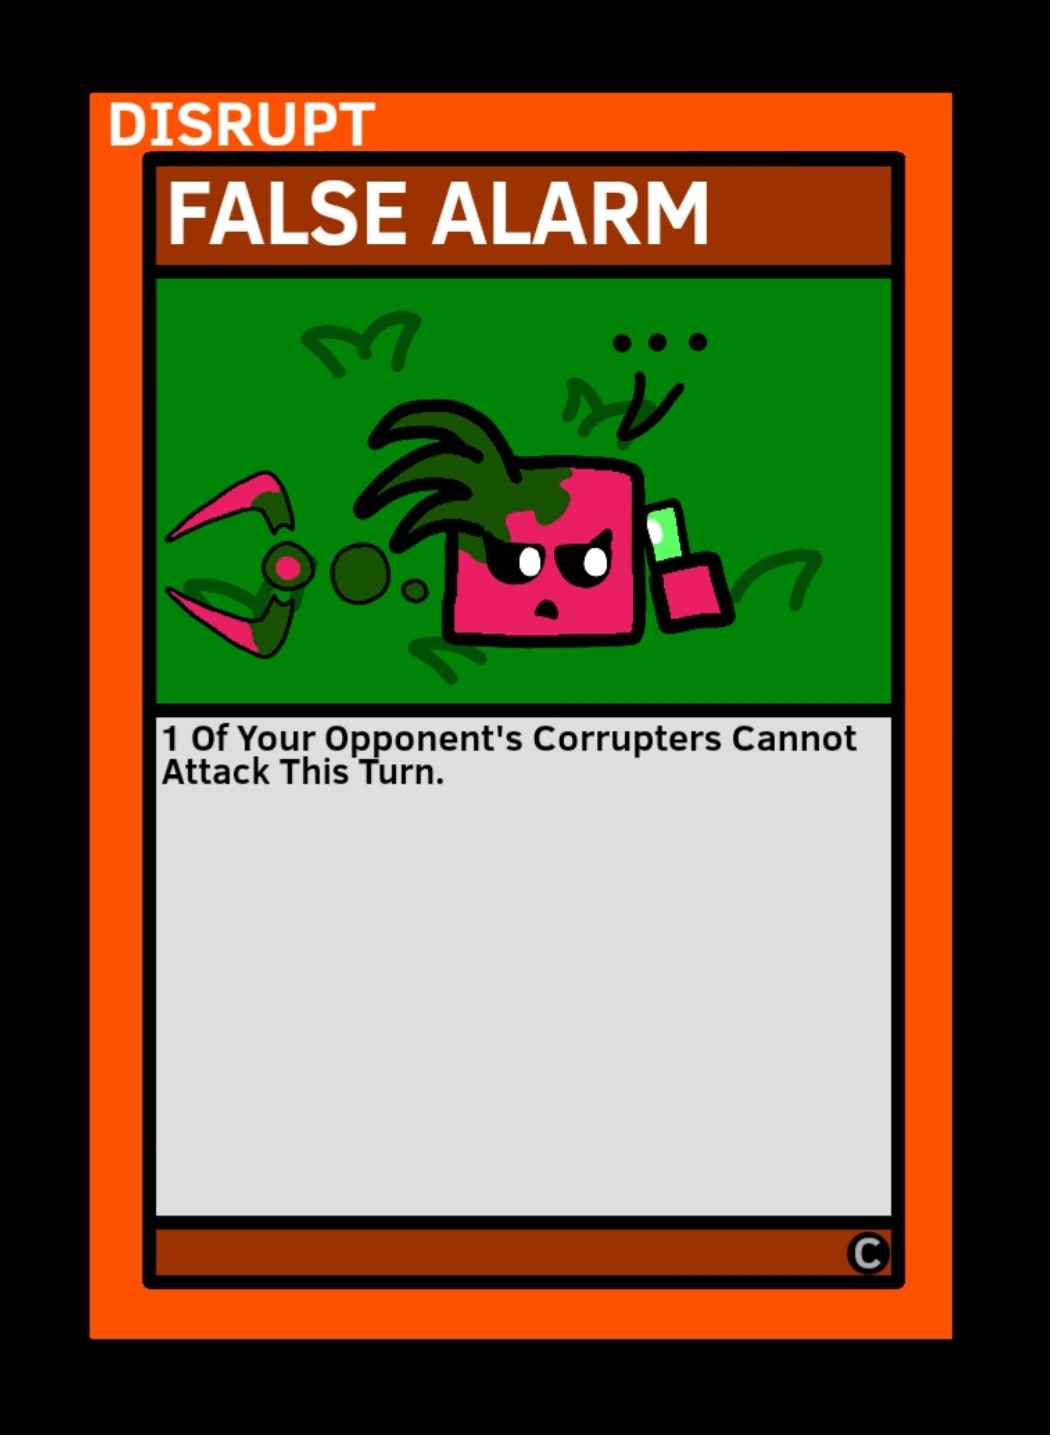 DISRUPT
FALSE ALARM
...
1 Of Your Opponent's Corrupters Cannot
Attack This Turn.
C